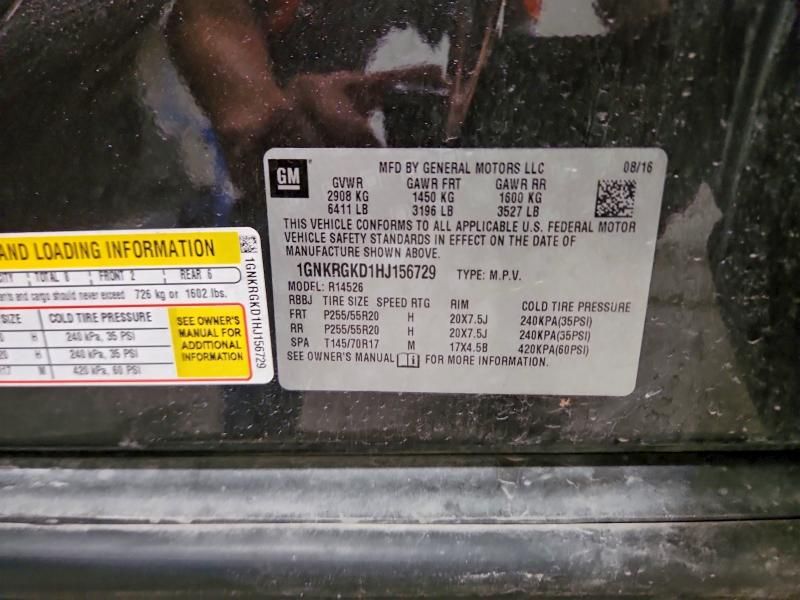 GM
MFD BY GENERAL MOTORS LLC 08/16
GVWR GAWR FRT GAWR RR
2908 KG 1450 KG 1600 KG
6411 LB 3196 LB 3527 LB
THIS VEHICLE CONFORMS TO ALL APPLICABLE U.S. FEDERAL MOTOR
VEHICLE SAFETY STANDARDS IN EFFECT ON THE DATE OF
MANUFACTURE SHOWN ABOVE.
1GNKRGKD1HJ156729 TYPE: M.P.V.
MODEL: R14526
RBBJ TIRE SIZE SPEED RTG RIM COLD TIRE PRESSURE
FRT P255/55R20 H 20X7.5J 240KPA(35PSI)
RR P255/55R20 H 20X7.5J 240KPA(35PSI)
SPA T145/70R17 M 17X4.5B 420KPA(60PSI)
SEE OWNER'S MANUAL FOR MORE INFORMATION.
AND LOADING INFORMATION
TOTAL 8 FRONT 2 REAR 6
and cargo should never exceed 726 kg or 1602 lbs.
SIZE COLD TIRE PRESSURE
H 240 kPa, 35 PSI
H 240 kPa, 35 PSI
M 420 kPa, 60 PSI
SEE OWNER'S
MANUAL FOR
ADDITIONAL
INFORMATION
1GNKRGKD1HJ156729